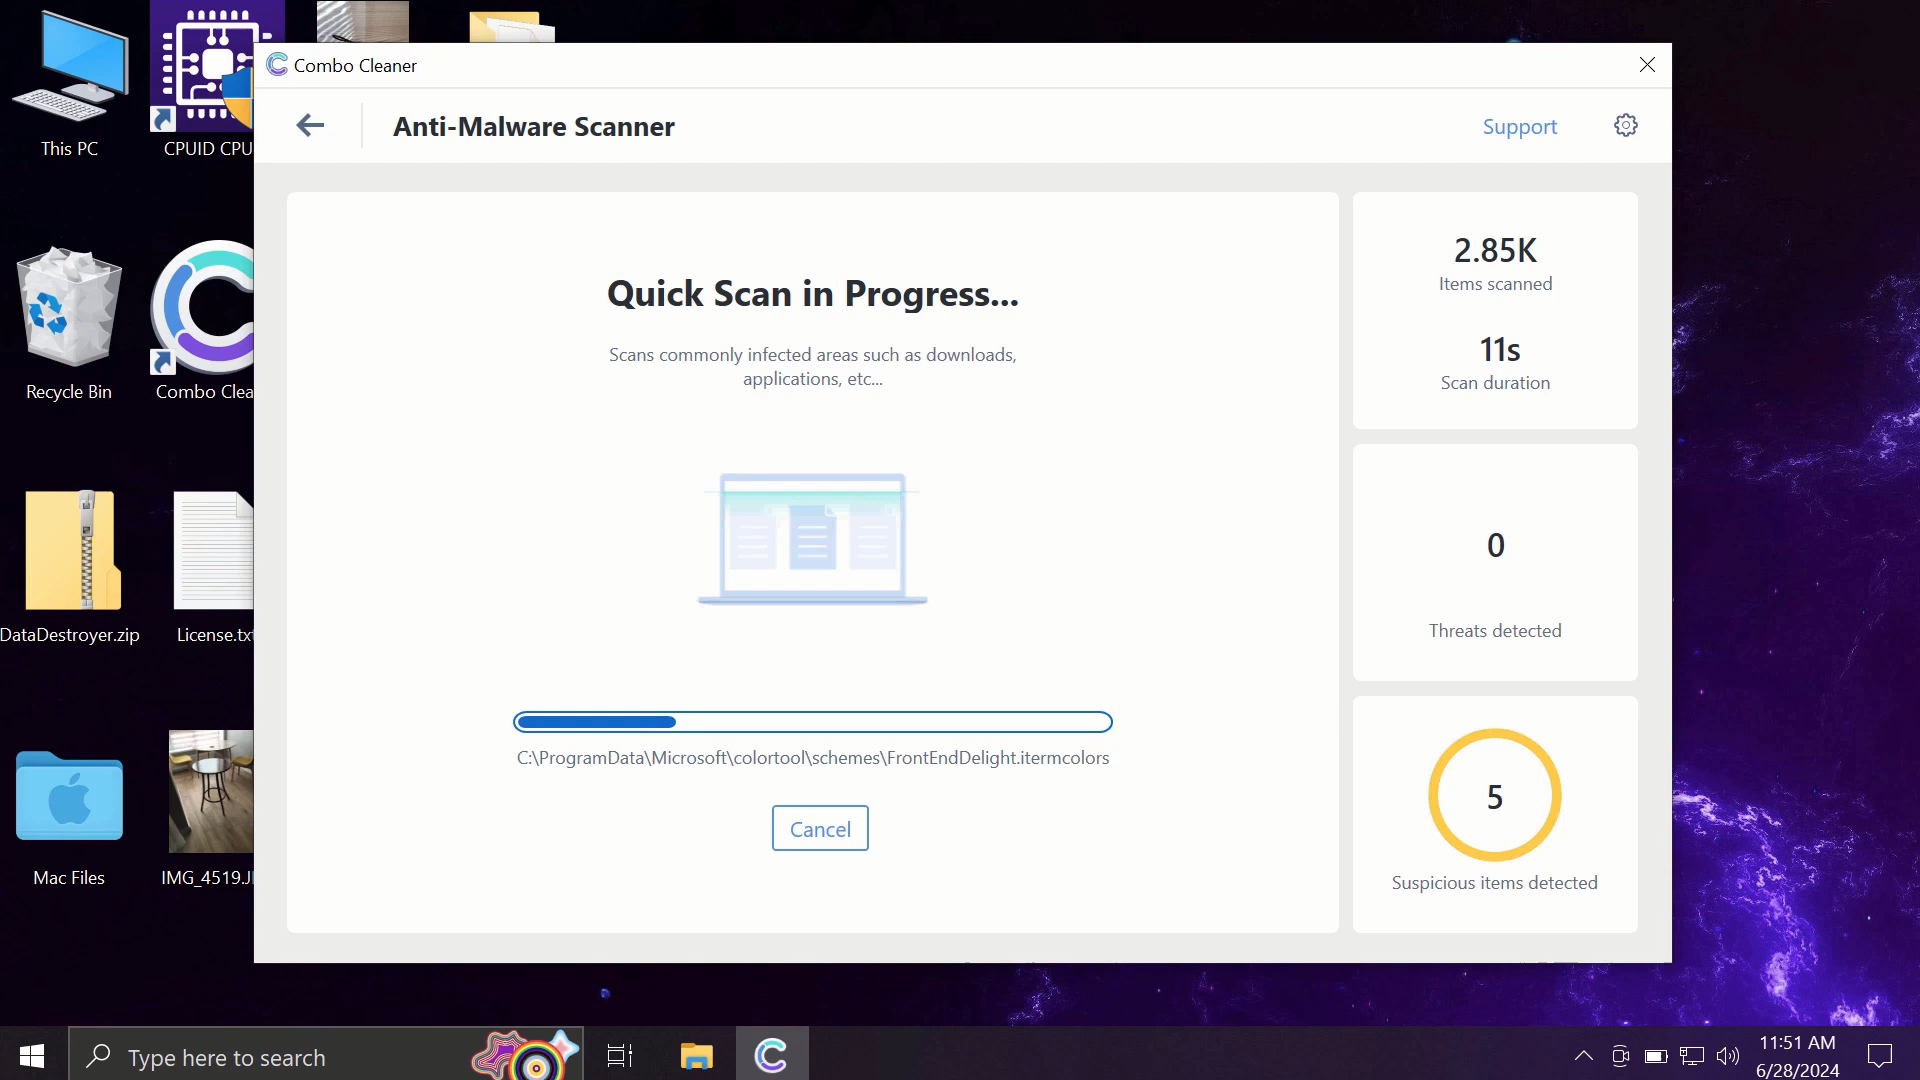 Combo Cleaner
Anti-Malware Scanner
Support
Quick Scan in Progress...
Scans commonly infected areas such as downloads,
applications, etc...
C:\ProgramData\Microsoft\colortool\schemes\FrontEndDelight.itermcolors
Cancel
2.85K
Items scanned
11s
Scan duration
0
Threats detected
5
Suspicious items detected
This PC
CPUID CPU
Recycle Bin
Combo Clea
DataDestroyer.zip
License.txt
Mac Files
IMG_4519.J
Type here to search
11:51 AM
6/28/2024